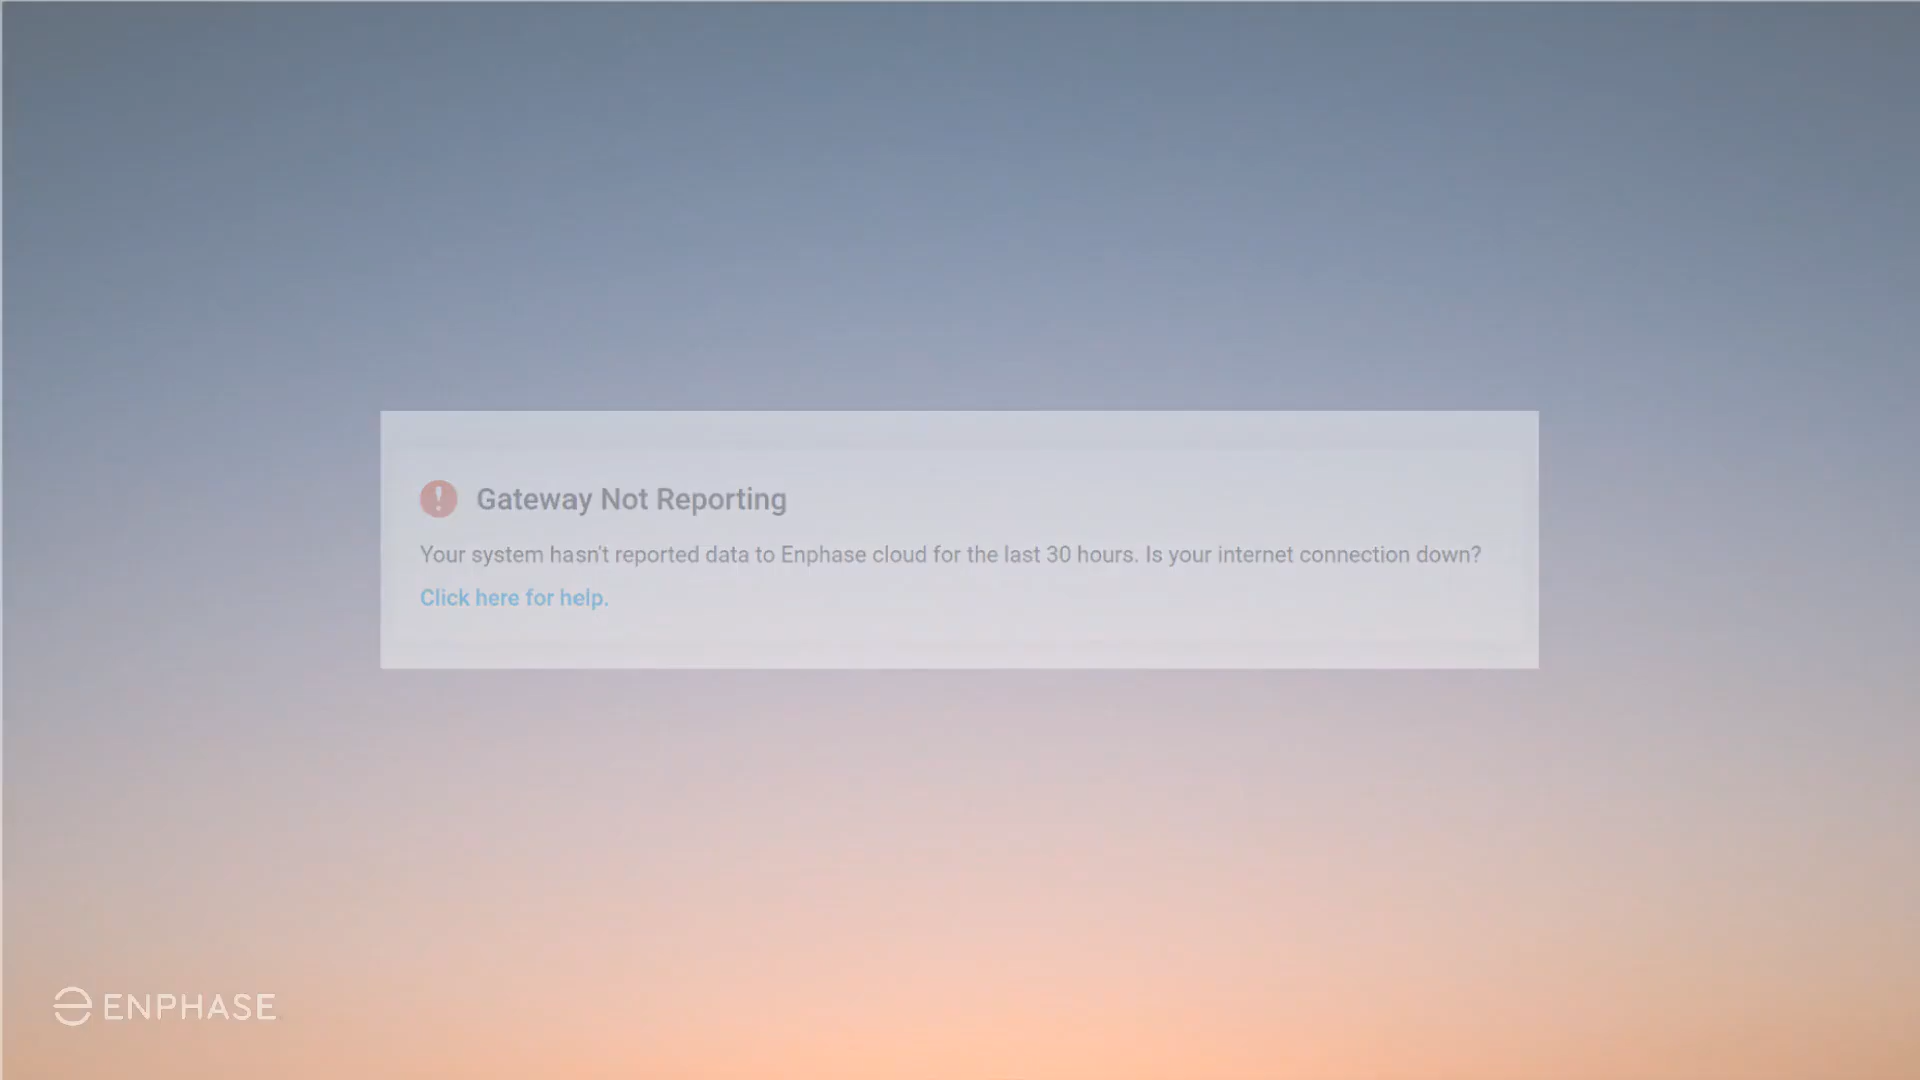 Gateway Not Reporting
Your system hasn't reported data to Enphase cloud for the last 30 hours. Is your internet connection down?
Click here for help.
ENPHASE